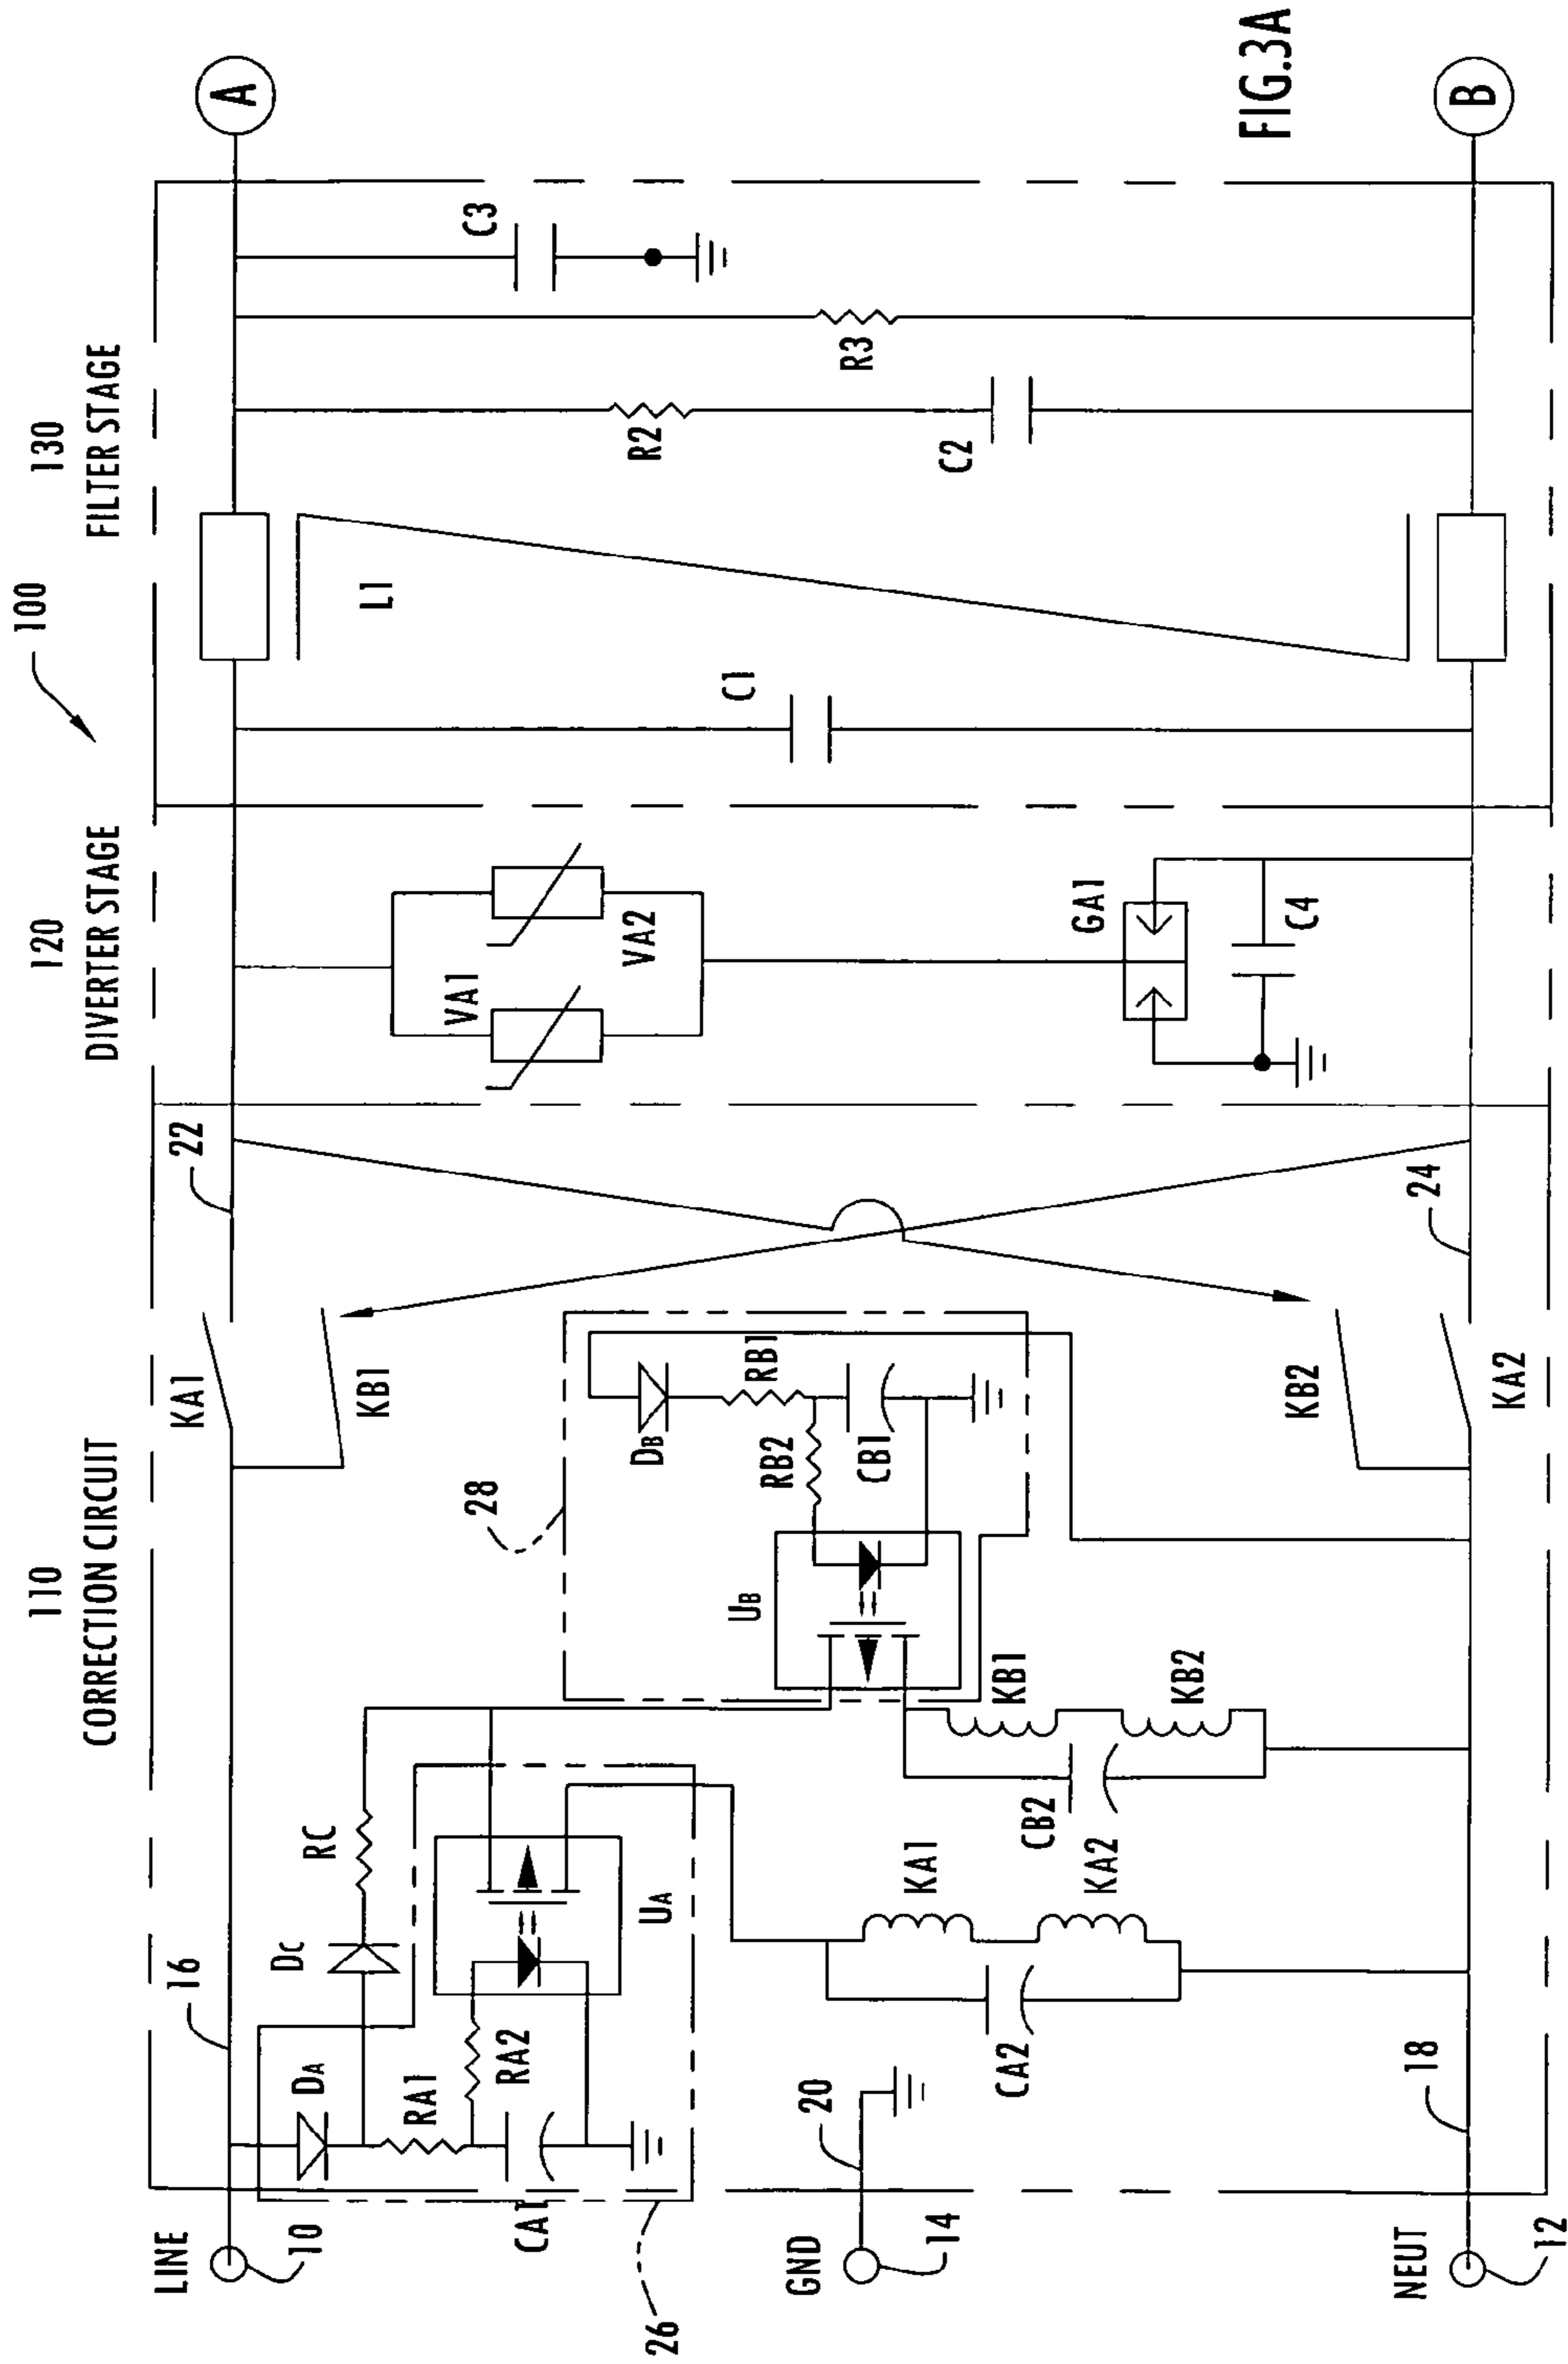 100
110
CORRECTION CIRCUIT
120
DIVERTER STAGE
130
FILTER STAGE
LINE
10
16
DA
DC
RC
RA1
RA2
CA1
UA
26
KA1
KB1
22
A
28
DB
RB1
RB2
CB1
UB
KB1
KB2
CB2
KA1
KA2
CA2
GND
14
20
VA1
VA2
GA1
C4
C1
L1
R2
C2
R3
C3
KB2
KA2
24
NEUT
12
18
B
FIG.3A